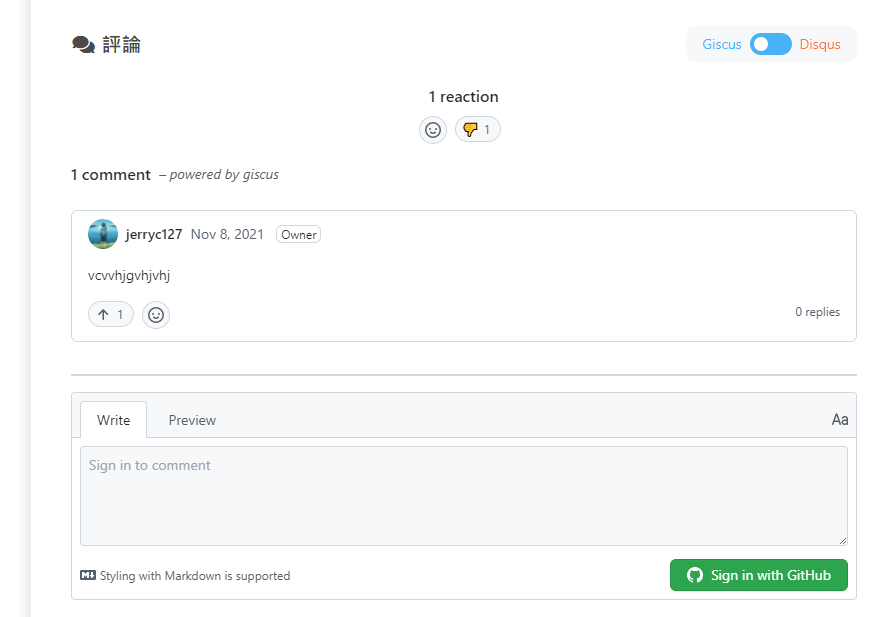 評論
Giscus Disqus
1 reaction
👎 1
1 comment – powered by giscus
jerryc127 Nov 8, 2021 Owner
vcvvhjgvhjvhj
↑ 1
0 replies
Write Preview Aa
Sign in to comment
Styling with Markdown is supported
Sign in with GitHub